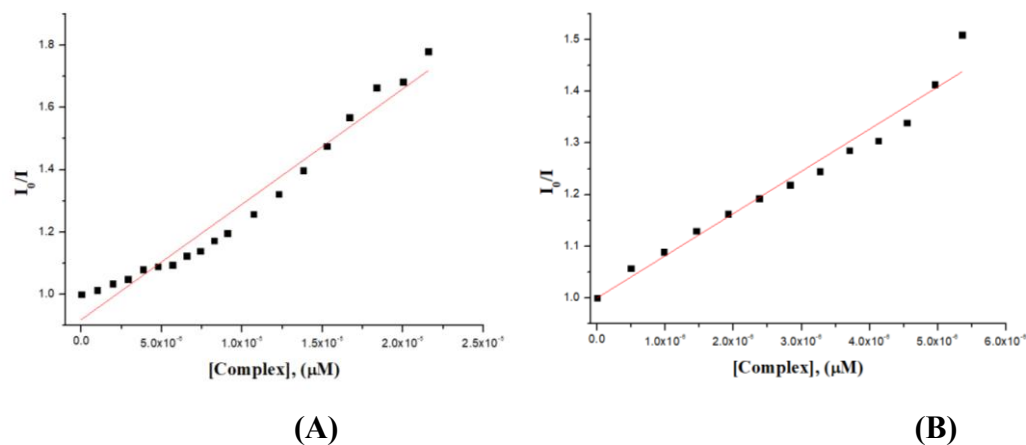 1.8
1.6
1.4
1.2
1.0
I₀/I
0.0 5.0x10⁻⁶ 1.0x10⁻⁵ 1.5x10⁻⁵ 2.0x10⁻⁵ 2.5x10⁻⁵
[Complex], (μM)
(A)
1.5
1.4
1.3
1.2
1.1
1.0
I₀/I
0.0 1.0x10⁻⁶ 2.0x10⁻⁶ 3.0x10⁻⁶ 4.0x10⁻⁶ 5.0x10⁻⁶ 6.0x10⁻⁶
[Complex], (μM)
(B)